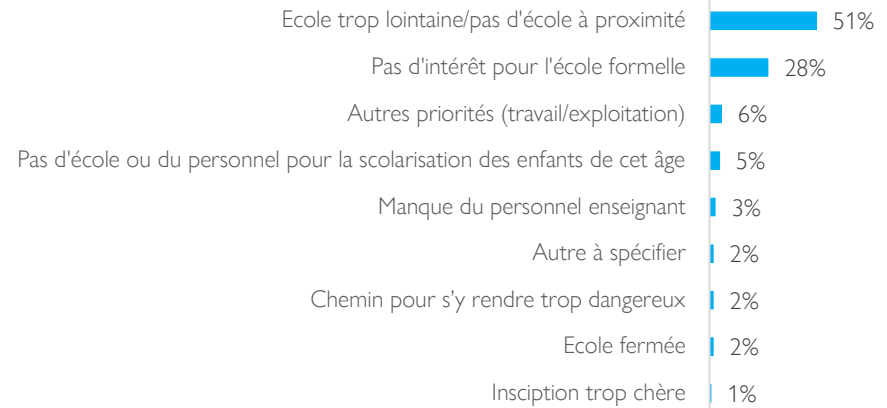 Ecole trop lointaine/pas d'école à proximité 51%
Pas d'intérêt pour l'école formelle 28%
Autres priorités (travail/exploitation) 6%
Pas d'école ou du personnel pour la scolarisation des enfants de cet âge 5%
Manque du personnel enseignant 3%
Autre à spécifier 2%
Chemin pour s'y rendre trop dangereux 2%
Ecole fermée 2%
Insciption trop chère 1%